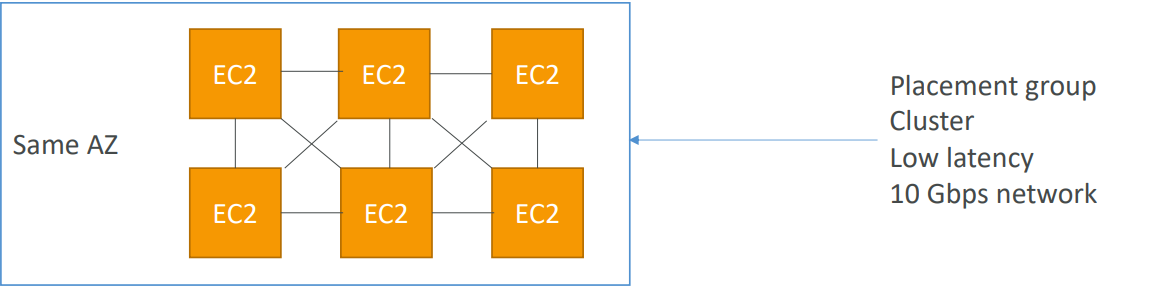 Same AZ
EC2
EC2
EC2
EC2
EC2
EC2
Placement group
Cluster
Low latency
10 Gbps network